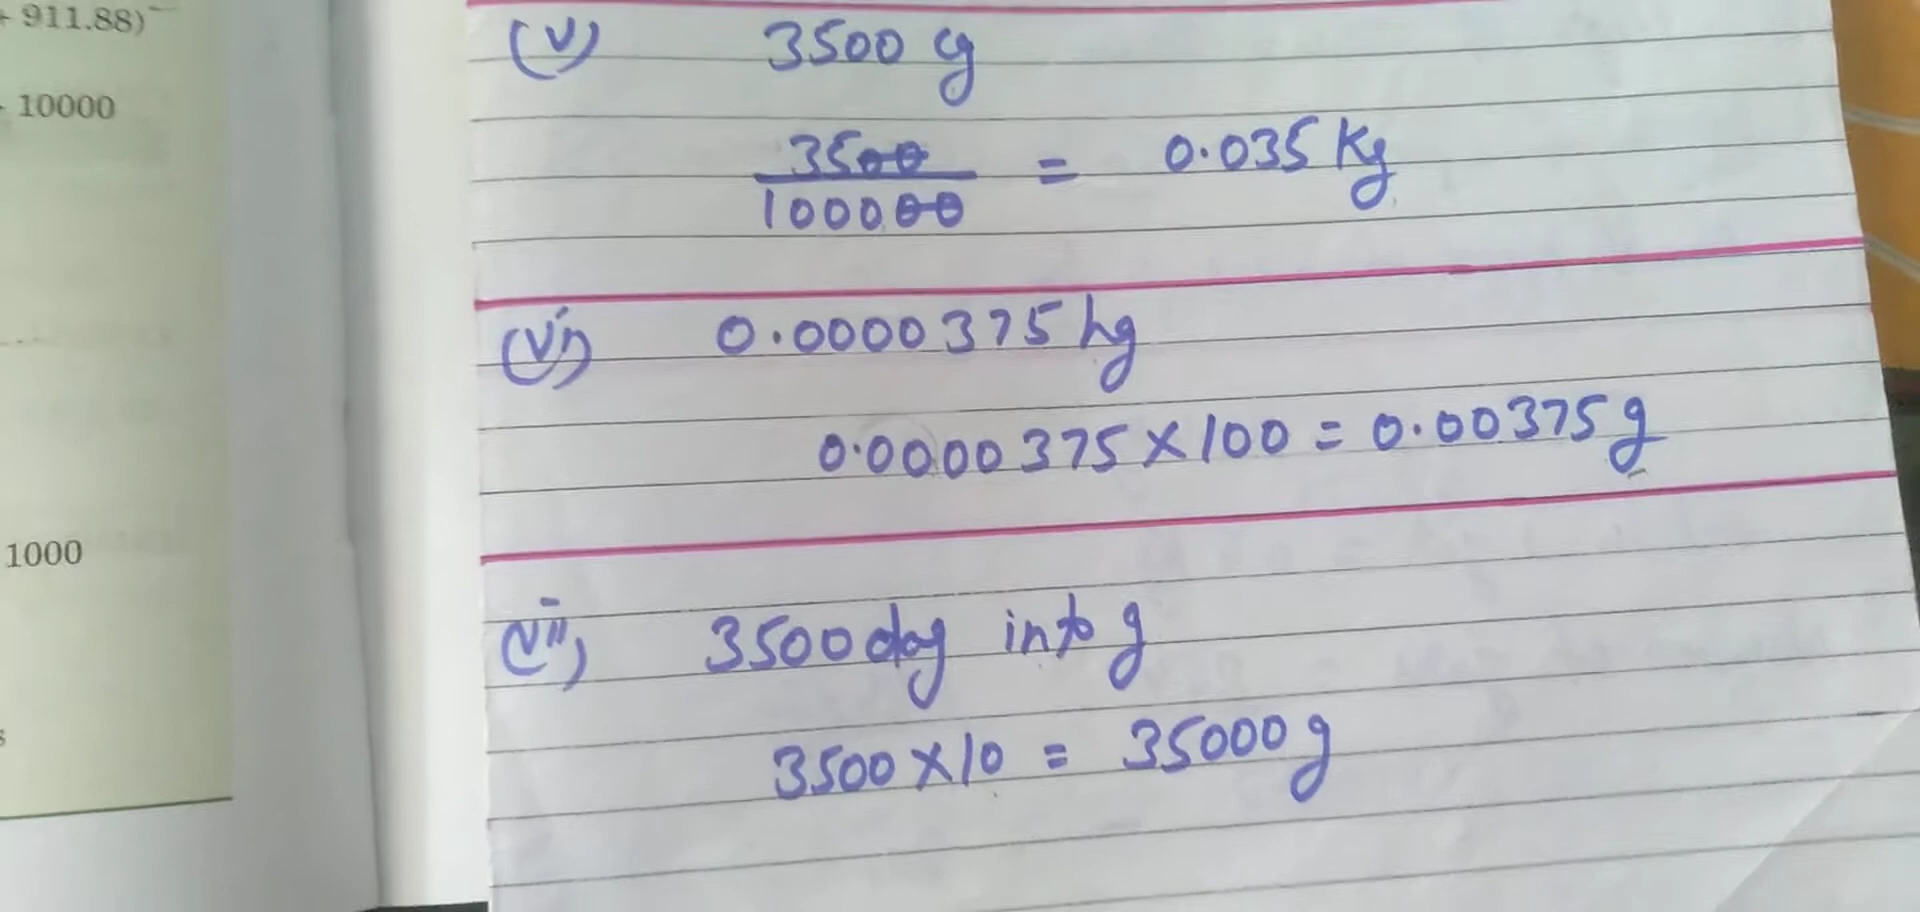 + 911.88)
10000
1000
(v) 3500 cg
3500
100000 = 0.035 Kg
(vi) 0.0000375 hg
0.0000375 × 100 = 0.00375 g
(vii) 3500 dag into g
3500 × 10 = 35000 g